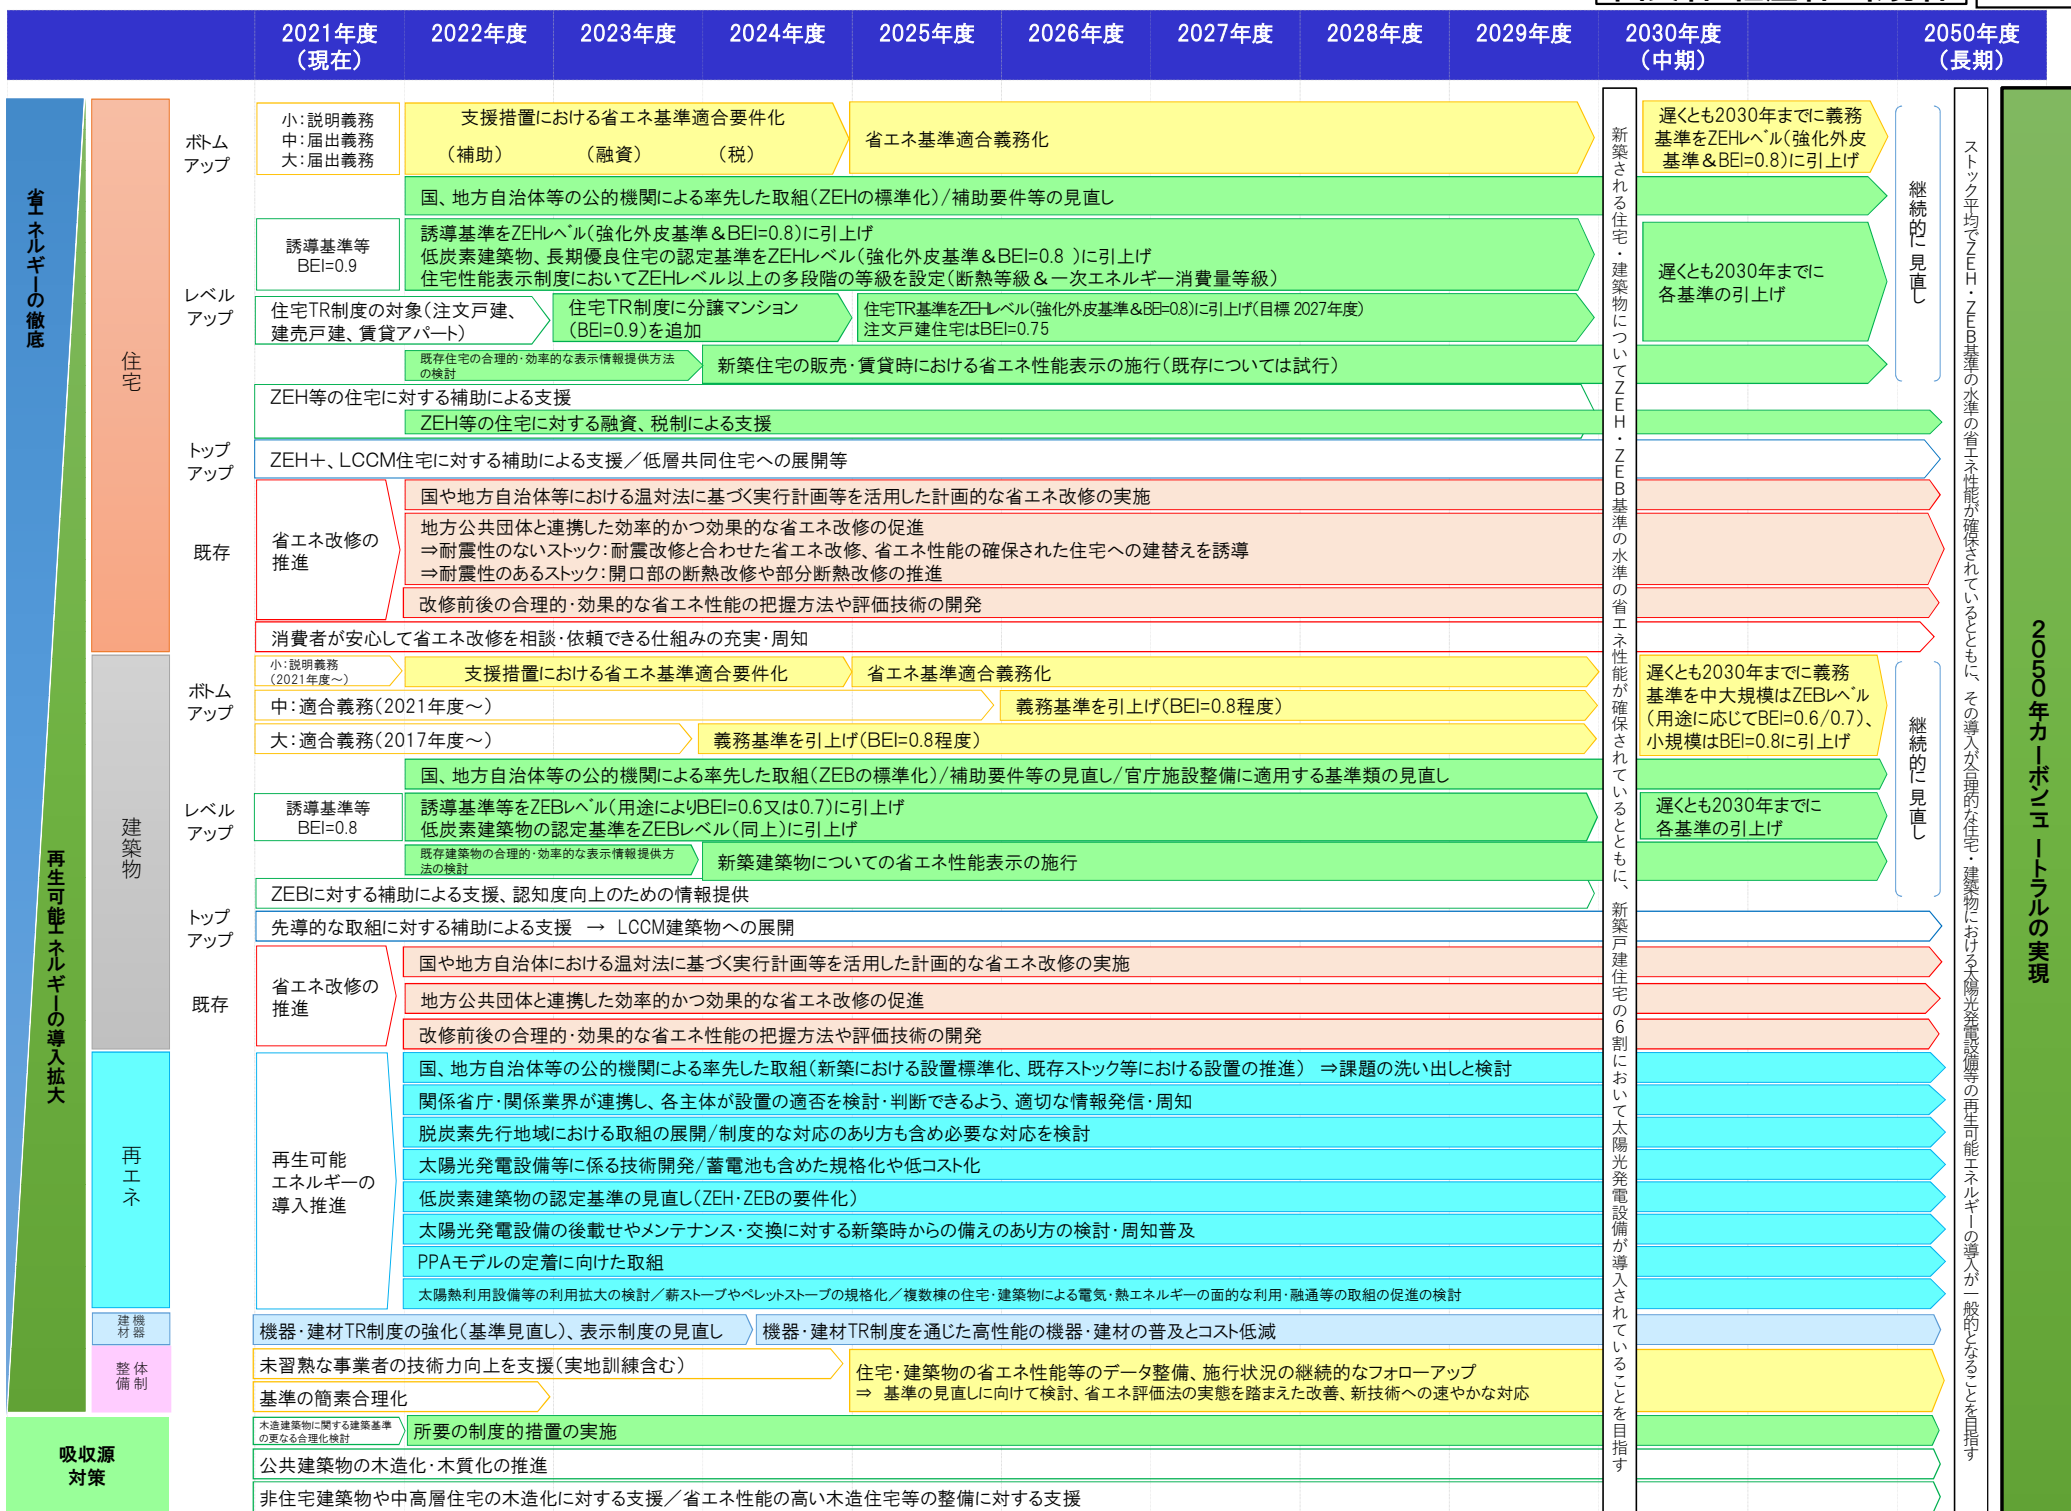 2021年度
（現在）
2022年度
2023年度
2024年度
2025年度
2026年度
2027年度
2028年度
2029年度
2030年度
（中期）
2050年度
（長期）
省エネルギーの徹底
再生可能エネルギーの導入拡大
住宅
ボトム
アップ
小：説明義務
中：届出義務
大：届出義務
支援措置における省エネ基準適合要件化
（補助）　（融資）　（税）
省エネ基準適合義務化
遅くとも2030年までに義務
基準をZEHレベル（強化外皮
基準＆BEI=0.8）に引上げ
国、地方自治体等の公的機関による率先した取組（ZEHの標準化）/補助要件等の見直し
レベル
アップ
誘導基準等
BEI=0.9
誘導基準をZEHレベル（強化外皮基準＆BEI=0.8）に引上げ
低炭素建築物、長期優良住宅の認定基準をZEHレベル（強化外皮基準＆BEI=0.8 ）に引上げ
住宅性能表示制度においてZEHレベル以上の多段階の等級を設定（断熱等級＆一次エネルギー消費量等級）
遅くとも2030年までに
各基準の引上げ
住宅TR制度の対象（注文戸建、
建売戸建、賃貸アパート）
住宅TR制度に分譲マンション
（BEI=0.9）を追加
住宅TR基準をZEHレベル（強化外皮基準＆BEI=0.8）に引上げ（目標 2027年度）
注文戸建住宅はBEI=0.75
既存住宅の合理的・効率的な表示情報提供方法
の検討
新築住宅の販売・賃貸時における省エネ性能表示の施行（既存については試行）
継続的に見直し
トップ
アップ
ZEH等の住宅に対する補助による支援
ZEH等の住宅に対する融資、税制による支援
ZEH＋、LCCM住宅に対する補助による支援／低層共同住宅への展開等
既存
省エネ改修の
推進
国や地方自治体等における温対法に基づく実行計画等を活用した計画的な省エネ改修の実施
地方公共団体と連携した効率的かつ効果的な省エネ改修の促進
⇒耐震性のないストック：耐震改修と合わせた省エネ改修、省エネ性能の確保された住宅への建替えを誘導
⇒耐震性のあるストック：開口部の断熱改修や部分断熱改修の推進
改修前後の合理的・効果的な省エネ性能の把握方法や評価技術の開発
消費者が安心して省エネ改修を相談・依頼できる仕組みの充実・周知
建築物
ボトム
アップ
小：説明義務
（2021年度～）
支援措置における省エネ基準適合要件化
省エネ基準適合義務化
中：適合義務（2021年度～）
義務基準を引上げ（BEI=0.8程度）
大：適合義務（2017年度～）
義務基準を引上げ（BEI=0.8程度）
遅くとも2030年までに義務
基準を中大規模はZEBレベル
（用途に応じてBEI=0.6/0.7）、
小規模はBEI=0.8に引上げ
国、地方自治体等の公的機関による率先した取組（ZEBの標準化）/補助要件等の見直し/官庁施設整備に適用する基準類の見直し
レベル
アップ
誘導基準等
BEI=0.8
誘導基準等をZEBレベル（用途によりBEI=0.6又は0.7）に引上げ
低炭素建築物の認定基準をZEBレベル（同上）に引上げ
遅くとも2030年までに
各基準の引上げ
既存建築物の合理的・効率的な表示情報提供方
法の検討
新築建築物についての省エネ性能表示の施行
継続的に見直し
トップ
アップ
ZEBに対する補助による支援、認知度向上のための情報提供
先導的な取組に対する補助による支援　→　LCCM建築物への展開
既存
省エネ改修の
推進
国や地方自治体における温対法に基づく実行計画等を活用した計画的な省エネ改修の実施
地方公共団体と連携した効率的かつ効果的な省エネ改修の促進
改修前後の合理的・効果的な省エネ性能の把握方法や評価技術の開発
再エネ
再生可能
エネルギーの
導入推進
国、地方自治体等の公的機関による率先した取組（新築における設置標準化、既存ストック等における設置の推進）　⇒課題の洗い出しと検討
関係省庁・関係業界が連携し、各主体が設置の適否を検討・判断できるよう、適切な情報発信・周知
脱炭素先行地域における取組の展開/制度的な対応のあり方も含め必要な対応を検討
太陽光発電設備等に係る技術開発/蓄電池も含めた規格化や低コスト化
低炭素建築物の認定基準の見直し（ZEH・ZEBの要件化）
太陽光発電設備の後載せやメンテナンス・交換に対する新築時からの備えのあり方の検討・周知普及
PPAモデルの定着に向けた取組
太陽熱利用設備等の利用拡大の検討／薪ストーブやペレットストーブの規格化／複数棟の住宅・建築物による電気・熱エネルギーの面的な利用・融通等の取組の促進の検討
機器
建材
機器・建材TR制度の強化（基準見直し）、表示制度の見直し
機器・建材TR制度を通じた高性能の機器・建材の普及とコスト低減
体制
整備
未習熟な事業者の技術力向上を支援（実地訓練含む）
基準の簡素合理化
住宅・建築物の省エネ性能等のデータ整備、施行状況の継続的なフォローアップ
⇒ 基準の見直しに向けて検討、省エネ評価法の実態を踏まえた改善、新技術への速やかな対応
吸収源
対策
木造建築物に関する建築基準
の更なる合理化検討
所要の制度的措置の実施
公共建築物の木造化・木質化の推進
非住宅建築物や中高層住宅の木造化に対する支援／省エネ性能の高い木造住宅等の整備に対する支援
新築される住宅・建築物についてZEH・ZEB基準の水準の省エネ性能が確保されているとともに、新築戸建住宅の6割において太陽光発電設備が導入されていることを目指す
ストック平均でZEH・ZEB基準の水準の省エネ性能が確保されているとともに、その導入が合理的な住宅・建築物における太陽光発電設備等の再生可能エネルギーの導入が一般的となることを目指す
2050年カーボンニュートラルの実現